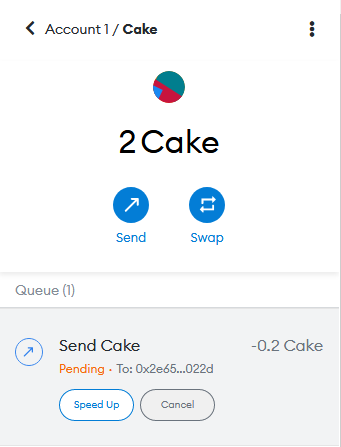 Account 1 / Cake
2 Cake
Send Swap
Queue (1)
Send Cake -0.2 Cake
Pending · To: 0x2e65...022d
Speed Up Cancel